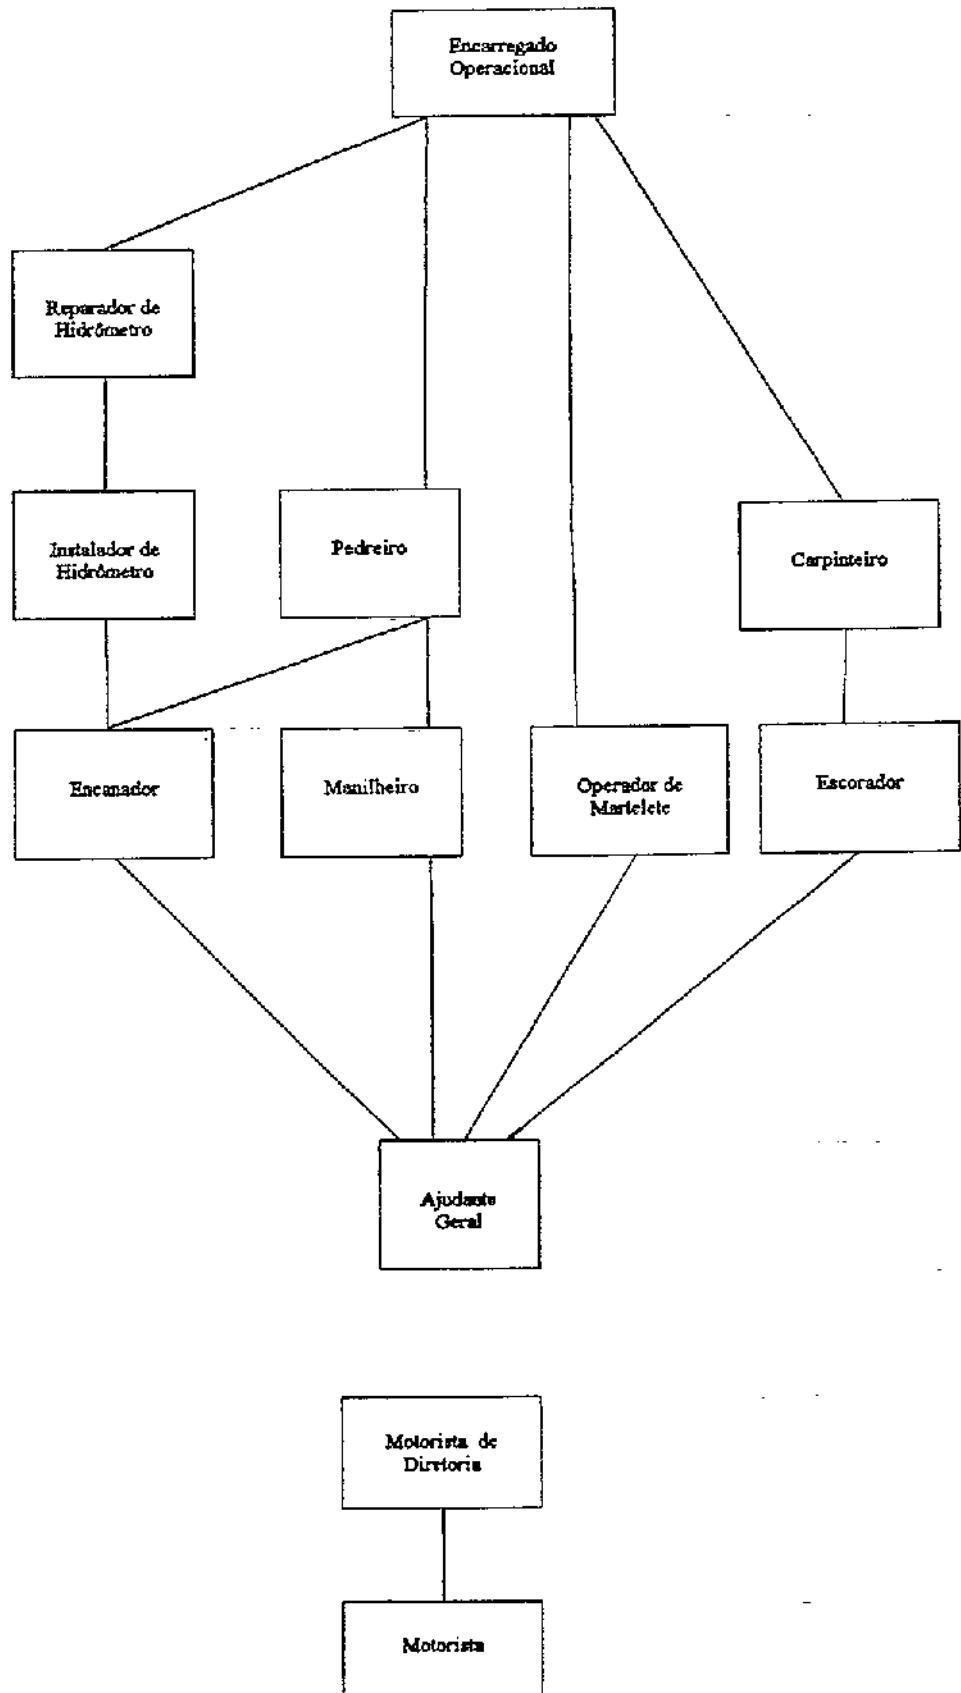 Encarregado
Operacional
Reparador de
Hidrômetro
Instalador de
Hidrômetro
Pedreiro
Carpinteiro
Encanador
Manilheiro
Operador de
Martelete
Escorador
Ajudante
Geral
Motorista de
Diretoria
Motorista